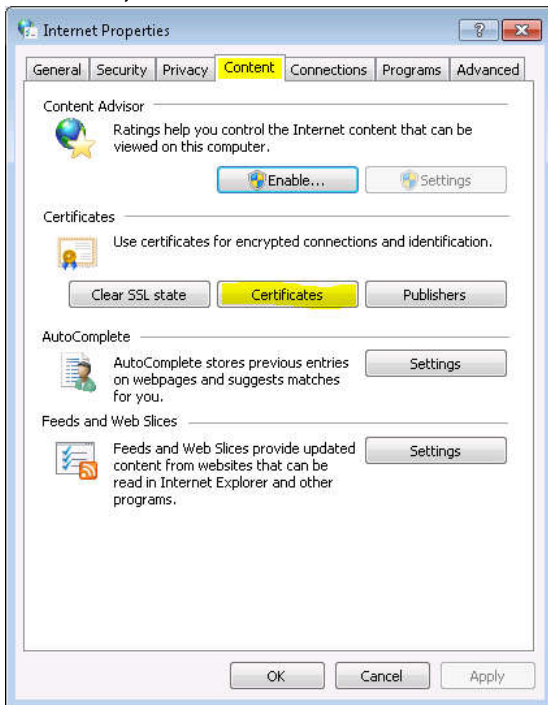 Internet Properties
General Security Privacy Content Connections Programs Advanced
Content Advisor
Ratings help you control the Internet content that can be
viewed on this computer.
Enable... Settings
Certificates
Use certificates for encrypted connections and identification.
Clear SSL state Certificates Publishers
AutoComplete
AutoComplete stores previous entries
on webpages and suggests matches
for you.
Settings
Feeds and Web Slices
Feeds and Web Slices provide updated
content from websites that can be
read in Internet Explorer and other
programs.
Settings
OK Cancel Apply